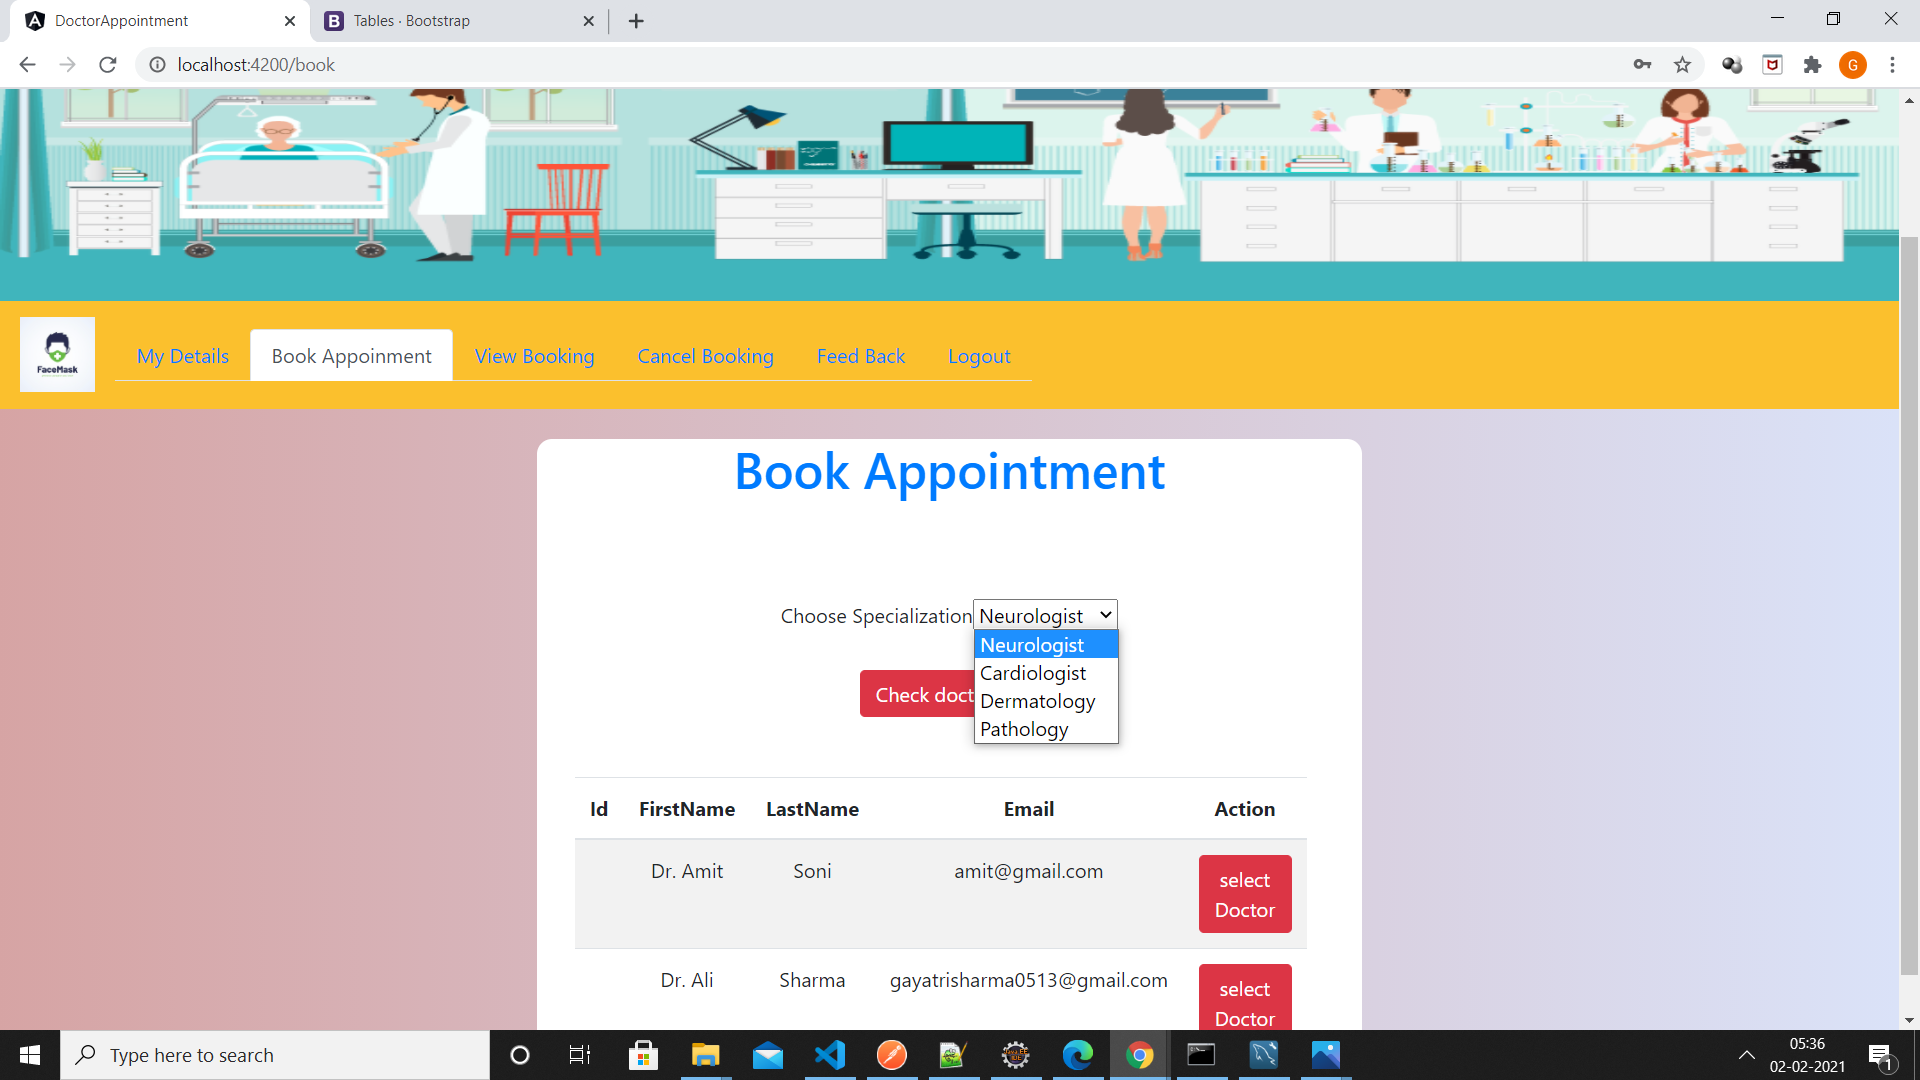 DoctorAppointment
Tables · Bootstrap
localhost:4200/book
G
FaceMask
My Details
Book Appoinment
View Booking
Cancel Booking
Feed Back
Logout
Book Appointment
Choose Specialization Neurologist
Neurologist
Cardiologist
Dermatology
Pathology
Check doct
Id FirstName LastName Email Action
Dr. Amit Soni amit@gmail.com select Doctor
Dr. Ali Sharma gayatrisharma0513@gmail.com select Doctor
Type here to search
05:36
02-02-2021
1